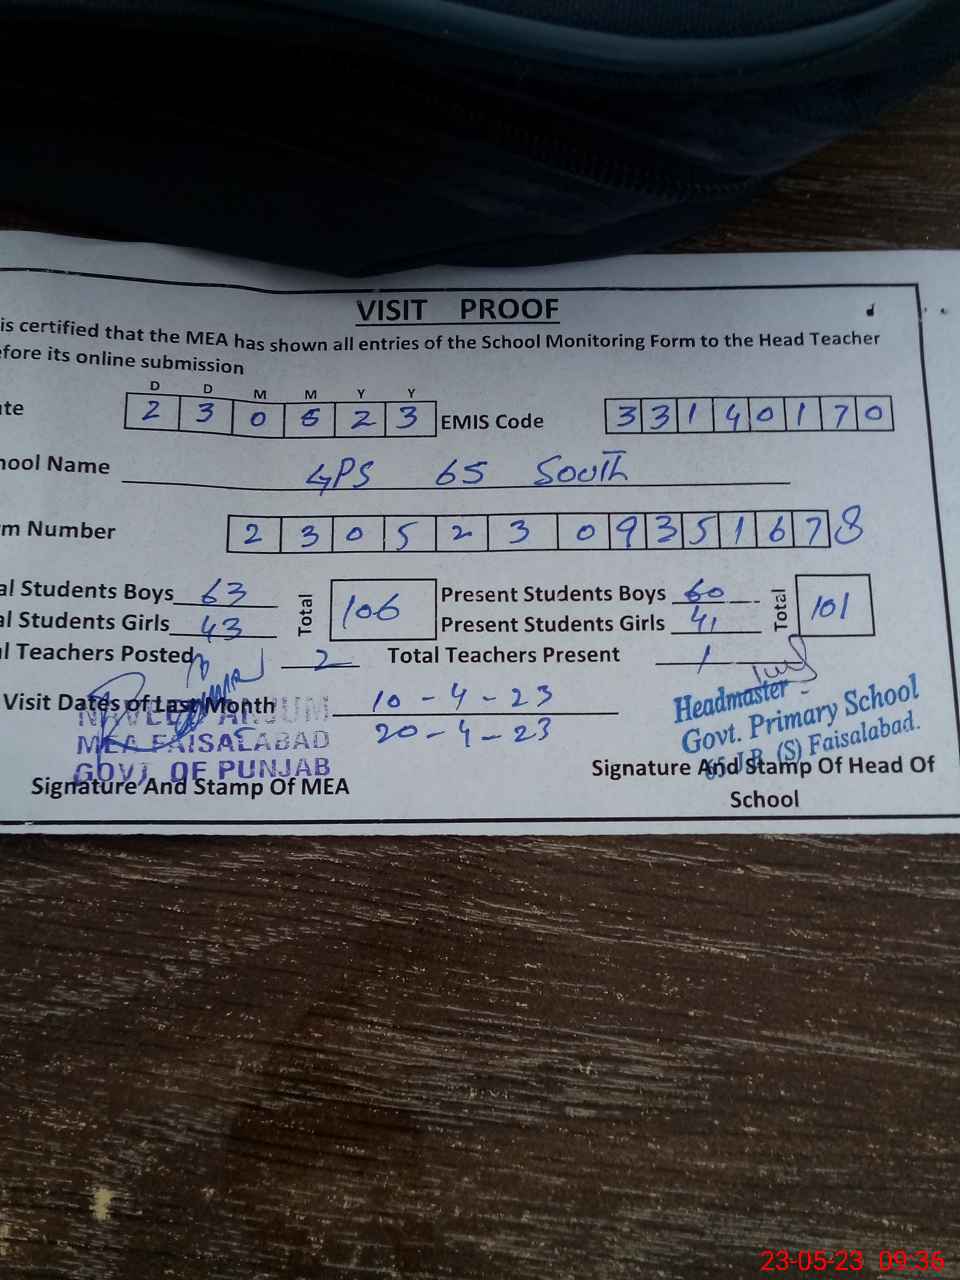 VISIT PROOF
is certified that the MEA has shown all entries of the School Monitoring Form to the Head Teacher
efore its online submission
D D M M Y Y
te 2 3 0 5 2 3 EMIS Code 3 3 1 4 0 1 7 0
hool Name GPS 65 South
m Number 2 3 0 5 2 3 0 9 3 5 1 6 7 8
al Students Boys 63 Total 106 Present Students Boys 60 Total 101
al Students Girls 43 Present Students Girls 41
l Teachers Posted 2 Total Teachers Present 1
Visit Dates of Last Month 10-4-23
20-4-23
NAVEED ANJUM
MEA FAISALABAD
GOVT. OF PUNJAB
Headmaster
Govt. Primary School
65 J.B. (S) Faisalabad.
Signature And Stamp Of MEA
Signature And Stamp Of Head Of
School
23-05-23 09:36